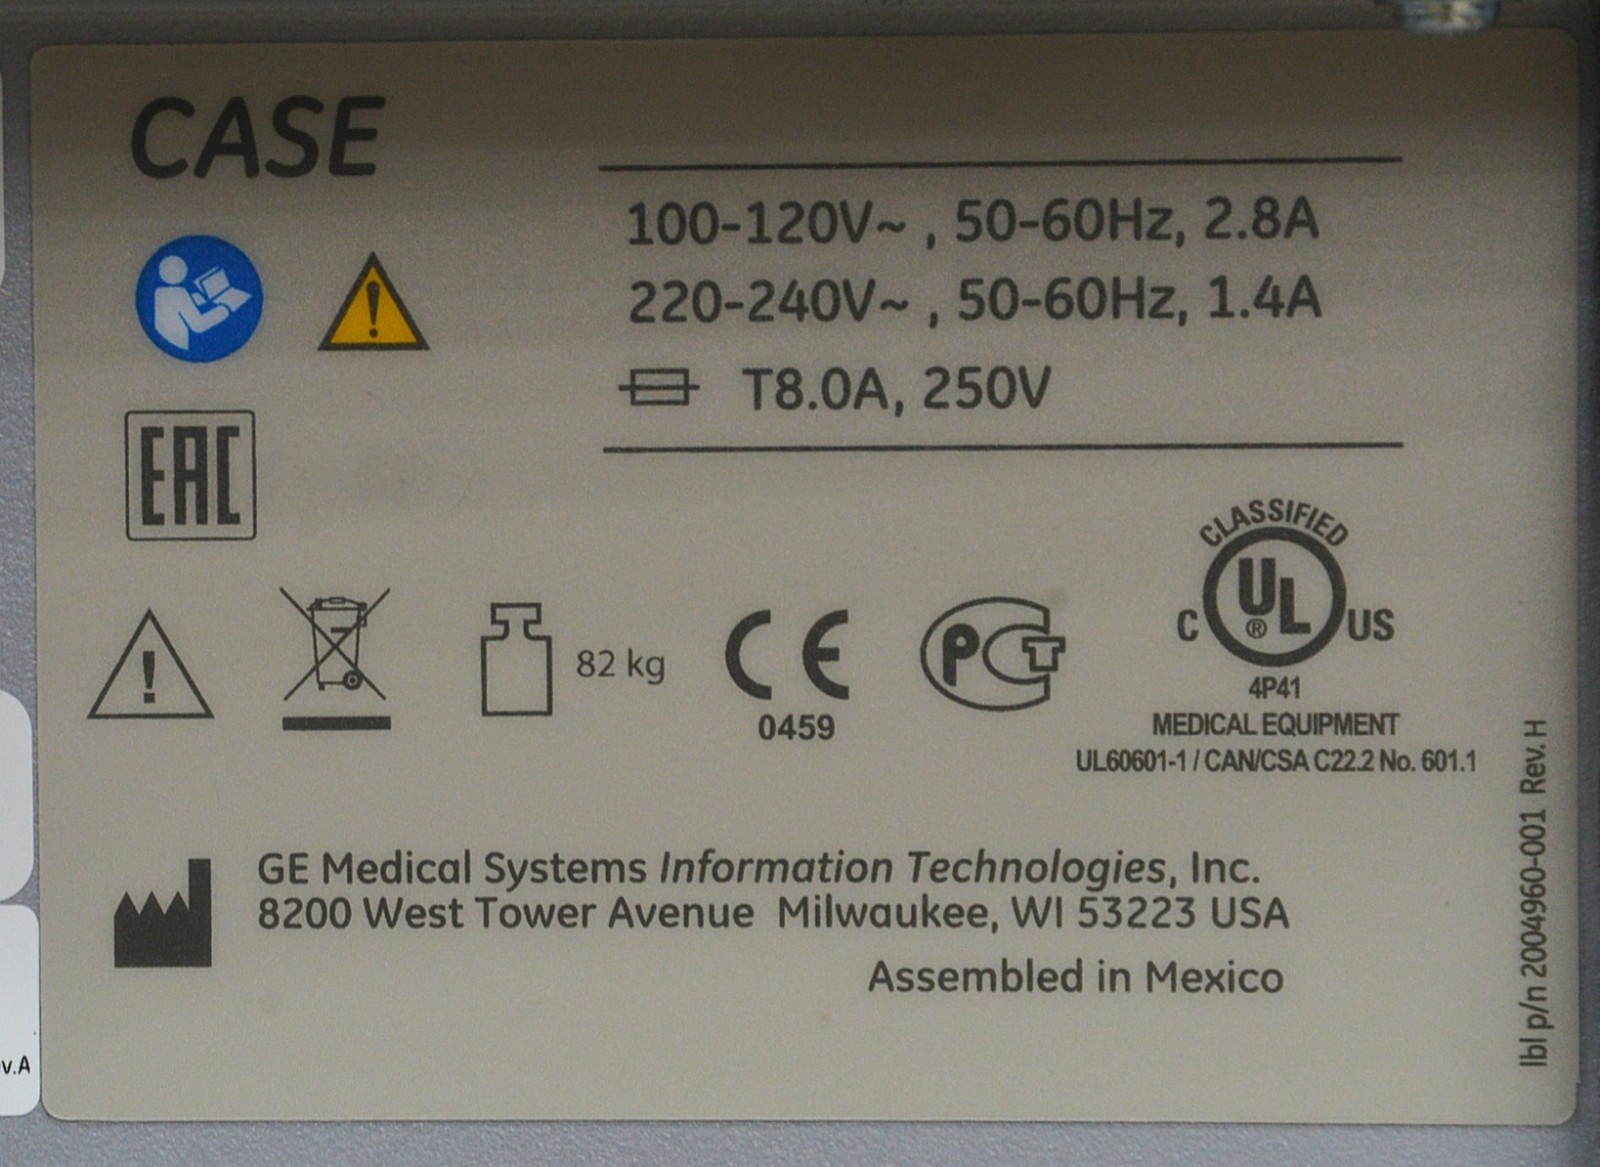 CASE
100-120V~ , 50-60Hz, 2.8A
220-240V~ , 50-60Hz, 1.4A
T8.0A, 250V
EAC
82 kg
CE
0459
PCT
CLASSIFIED
C UL® US
4P41
MEDICAL EQUIPMENT
UL60601-1 / CAN/CSA C22.2 No. 601.1
GE Medical Systems Information Technologies, Inc.
8200 West Tower Avenue Milwaukee, WI 53223 USA
Assembled in Mexico
lbl p/n 2004960-001 Rev. H
v.A